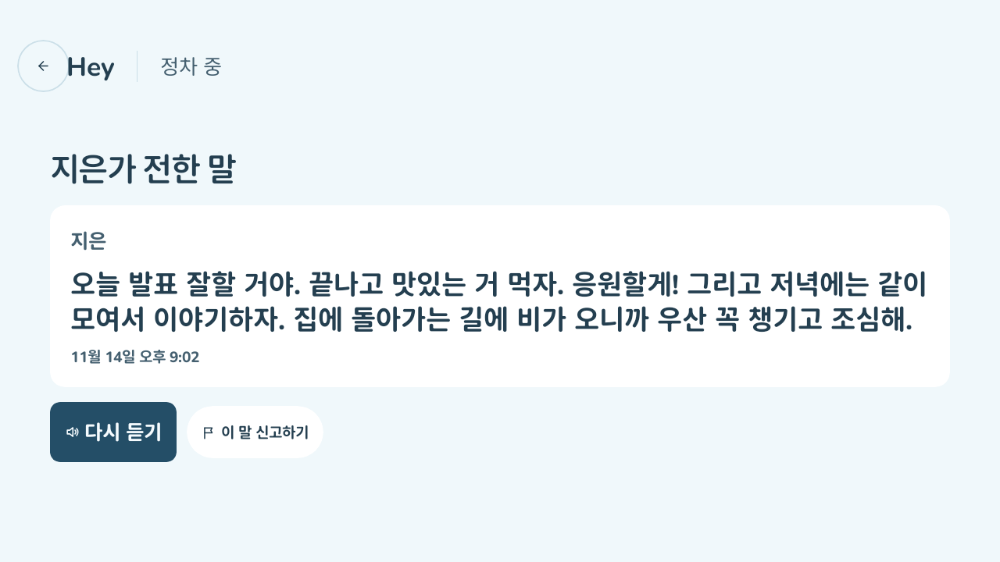 Hey 정차 중
지은가 전한 말
지은
오늘 발표 잘할 거야. 끝나고 맛있는 거 먹자. 응원할게! 그리고 저녁에는 같이
모여서 이야기하자. 집에 돌아가는 길에 비가 오니까 우산 꼭 챙기고 조심해.
11월 14일 오후 9:02
다시 듣기 이 말 신고하기